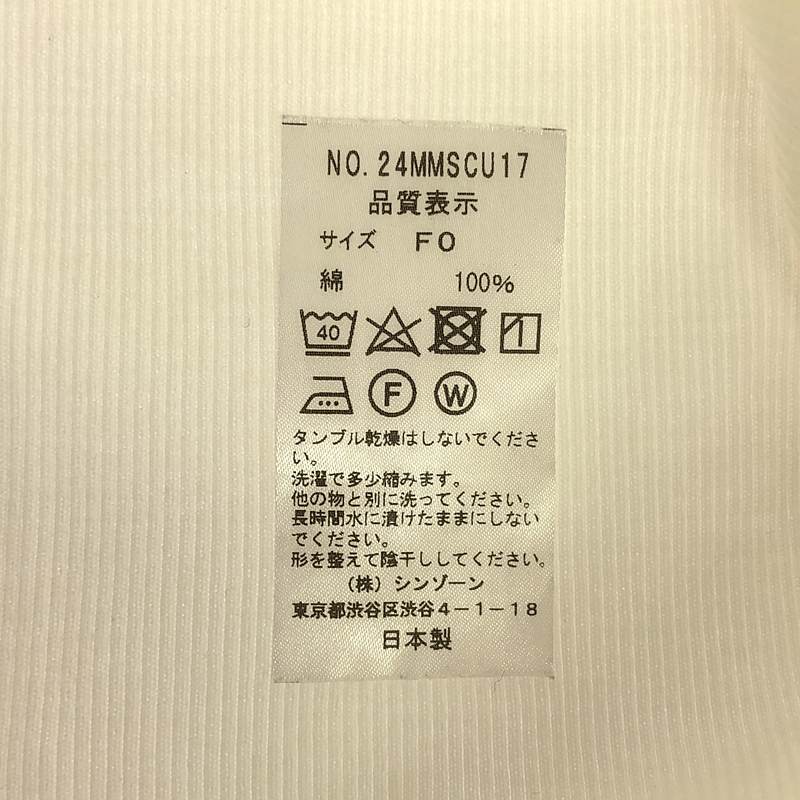 NO.24MMSCU17
品質表示
サイズ FO
綿 100%
40
F W
タンブル乾燥はしないでくださ
い。
洗濯で多少縮みます。
他の物と別に洗ってください。
長時間水に漬けたままにしない
でください。
形を整えて陰干ししてください。
(株)シンゾーン
東京都渋谷区渋谷4-1-18
日本製